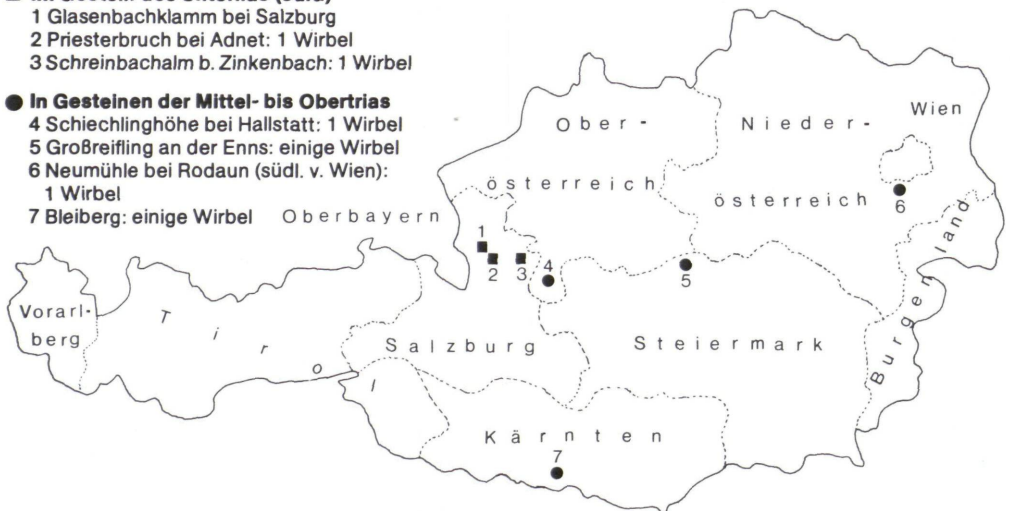 1 Glasenbachklamm bei Salzburg
2 Priesterbruch bei Adnet: 1 Wirbel
3 Schreinbachalm b. Zinkenbach: 1 Wirbel
In Gesteinen der Mittel- bis Obertrias
4 Schiechlinghöhe bei Hallstatt: 1 Wirbel
5 Großreifling an der Enns: einige Wirbel
6 Neumühle bei Rodaun (südl. v. Wien):
1 Wirbel
7 Bleiberg: einige Wirbel
Oberbayern
Ober-
österreich
Nieder-
österreich
Wien
6
1
2
3
4
5
Burgenland
Vorarl-
berg
Tirol
Salzburg
Steiermark
Kärnten
7